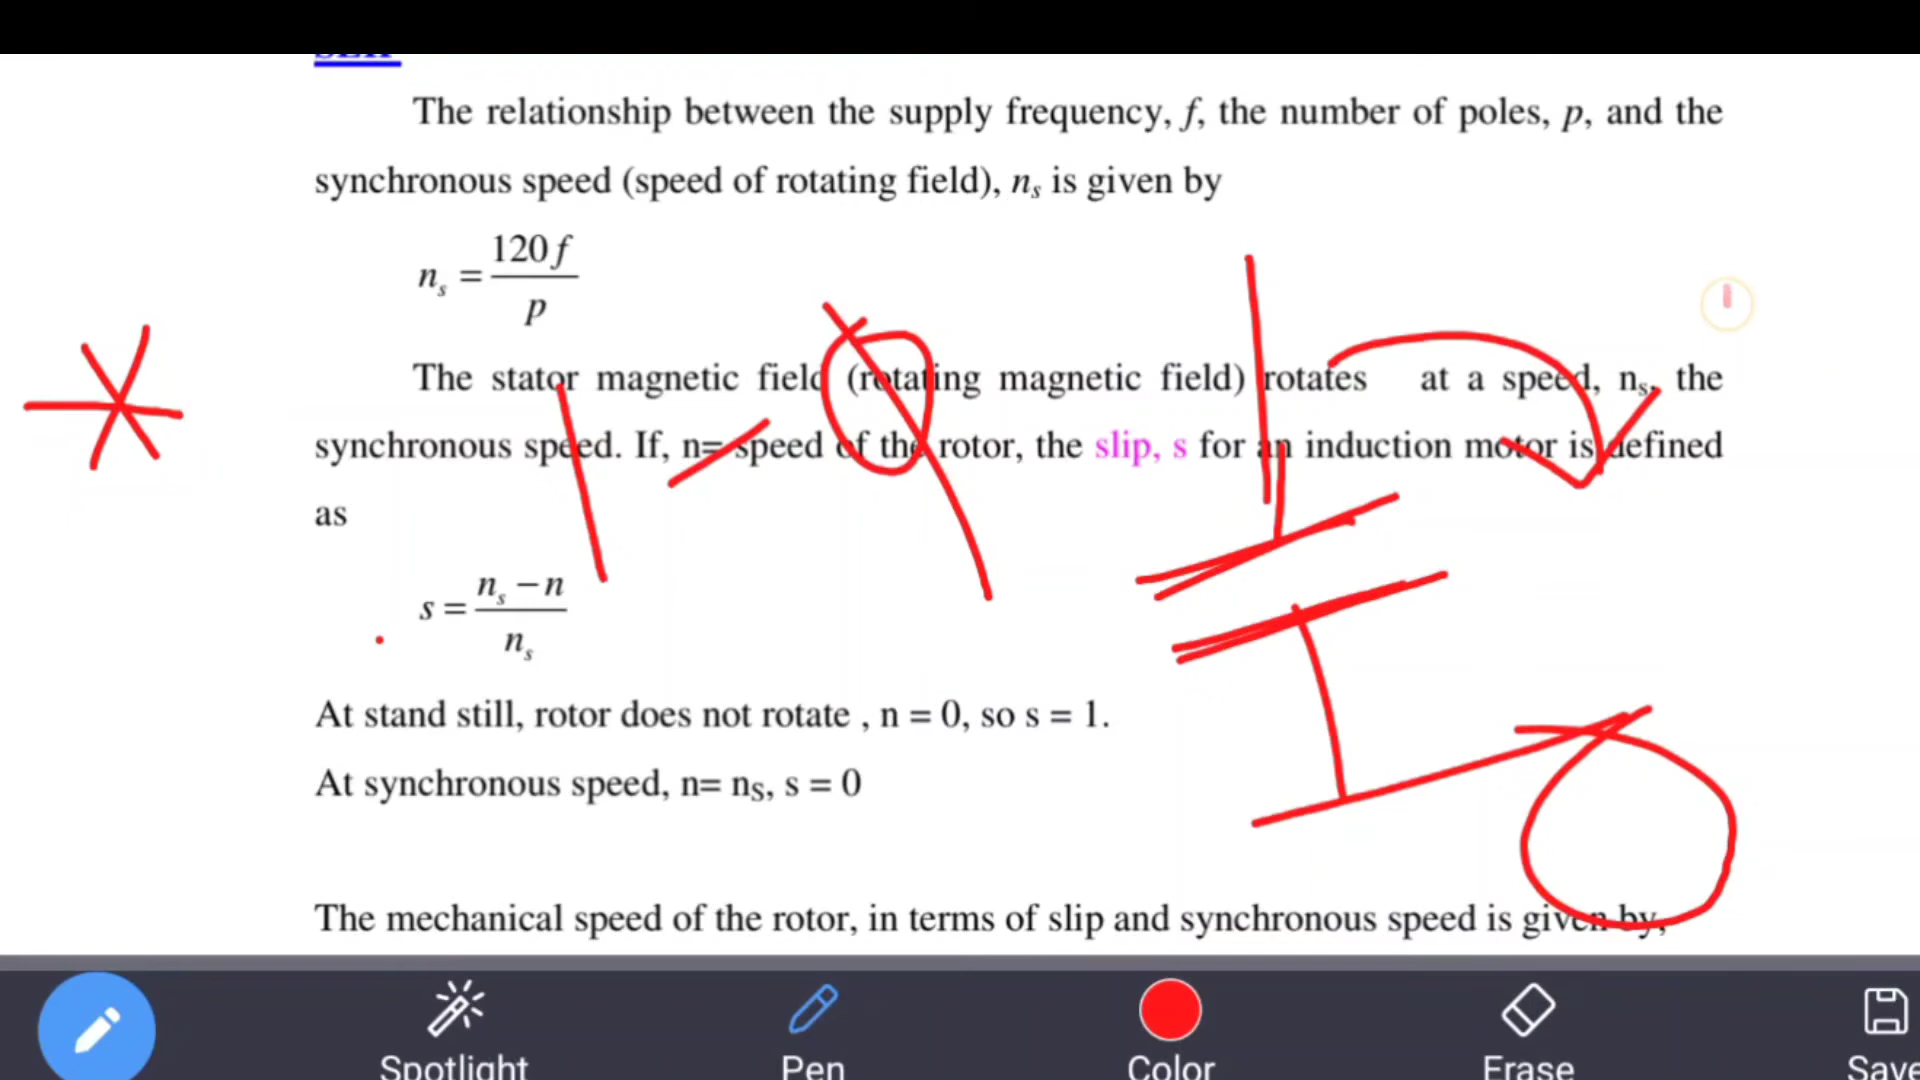 SLIP
The relationship between the supply frequency, f, the number of poles, p, and the
synchronous speed (speed of rotating field), nₛ is given by
nₛ = 120f / p
The stator magnetic field (rotating magnetic field) rotates at a speed, nₛ, the
synchronous speed. If, n= speed of the rotor, the slip, s for an induction motor is defined
as
s = nₛ − n / nₛ
At stand still, rotor does not rotate , n = 0, so s = 1.
At synchronous speed, n= nS, s = 0
The mechanical speed of the rotor, in terms of slip and synchronous speed is given by,
Spotlight Pen Color Erase Save